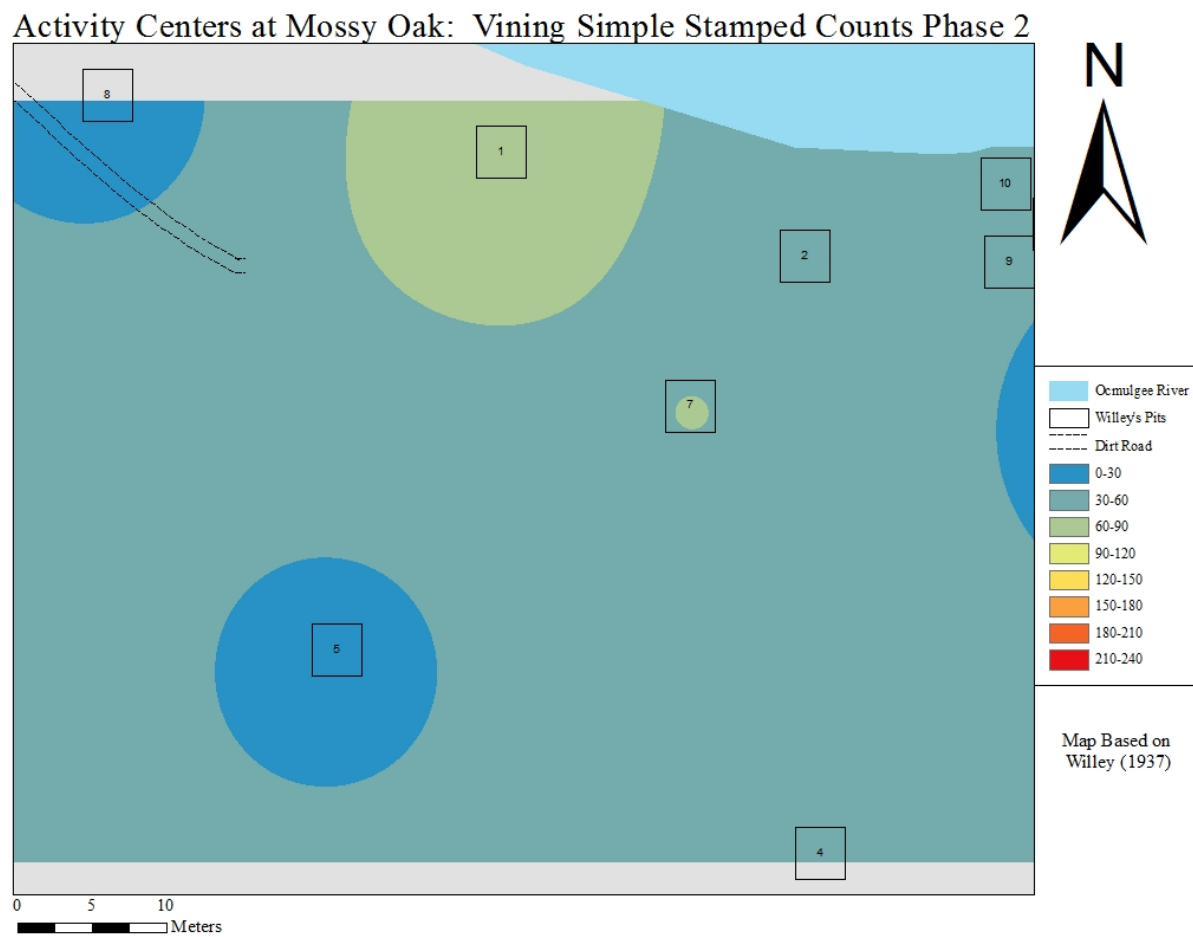 Activity Centers at Mossy Oak: Vining Simple Stamped Counts Phase 2
N
8
1
10
2
9
7
5
4
Ocmulgee River
Willey's Pits
Dirt Road
0-30
30-60
60-90
90-120
120-150
150-180
180-210
210-240
Map Based on
Willey (1937)
0 5 10
Meters